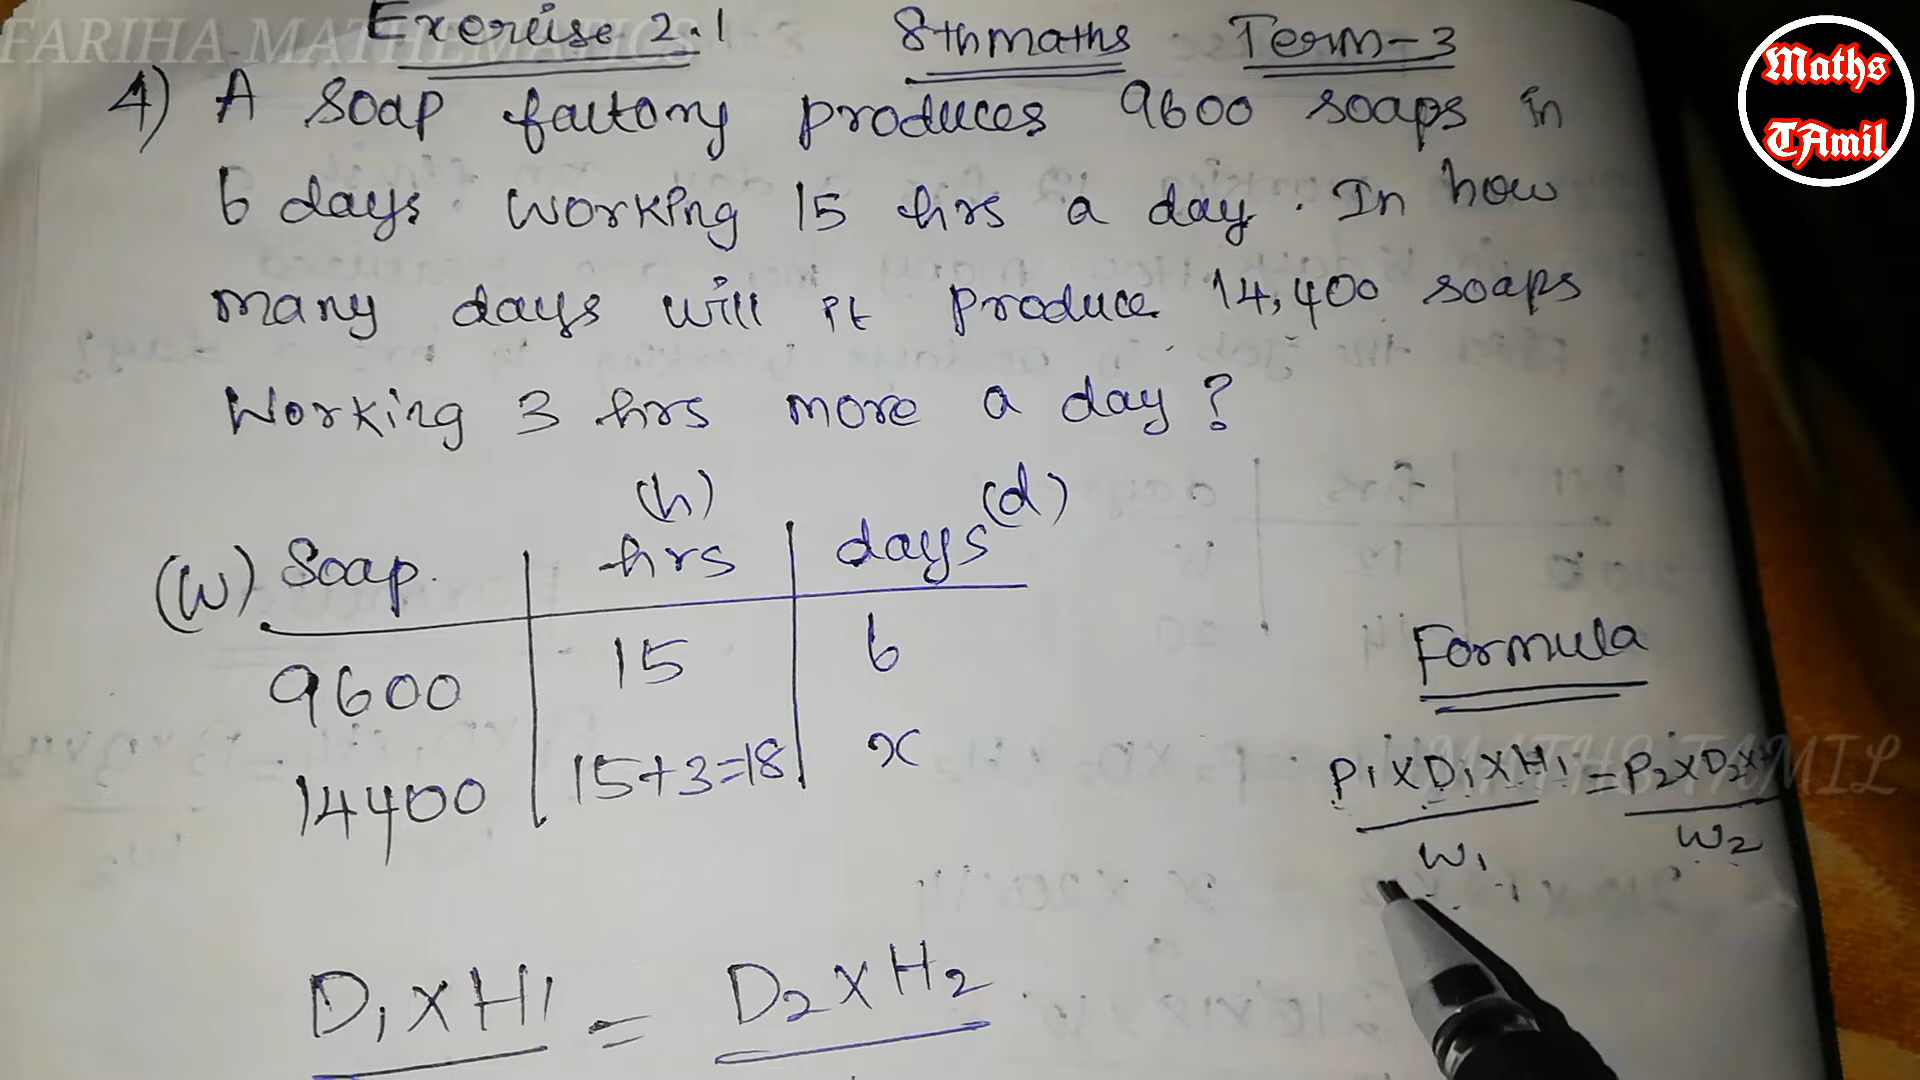 FARIHA MATHEMATICS
Exercise 2.1 8thmaths Term-3
Maths
TAmil
4) A soap factory produces 9600 soaps in
6 days working 15 hrs a day. In how
many days will it produce 14,400 soaps
Working 3 hrs more a day?
(h) (d)
(W) Soap. hrs days
9600 15 6
14400 15+3=18 x
Formula
P1×D1×H1 = P2×D2×H
W1 W2
MATHS TAMIL
D1×H1 = D2×H2